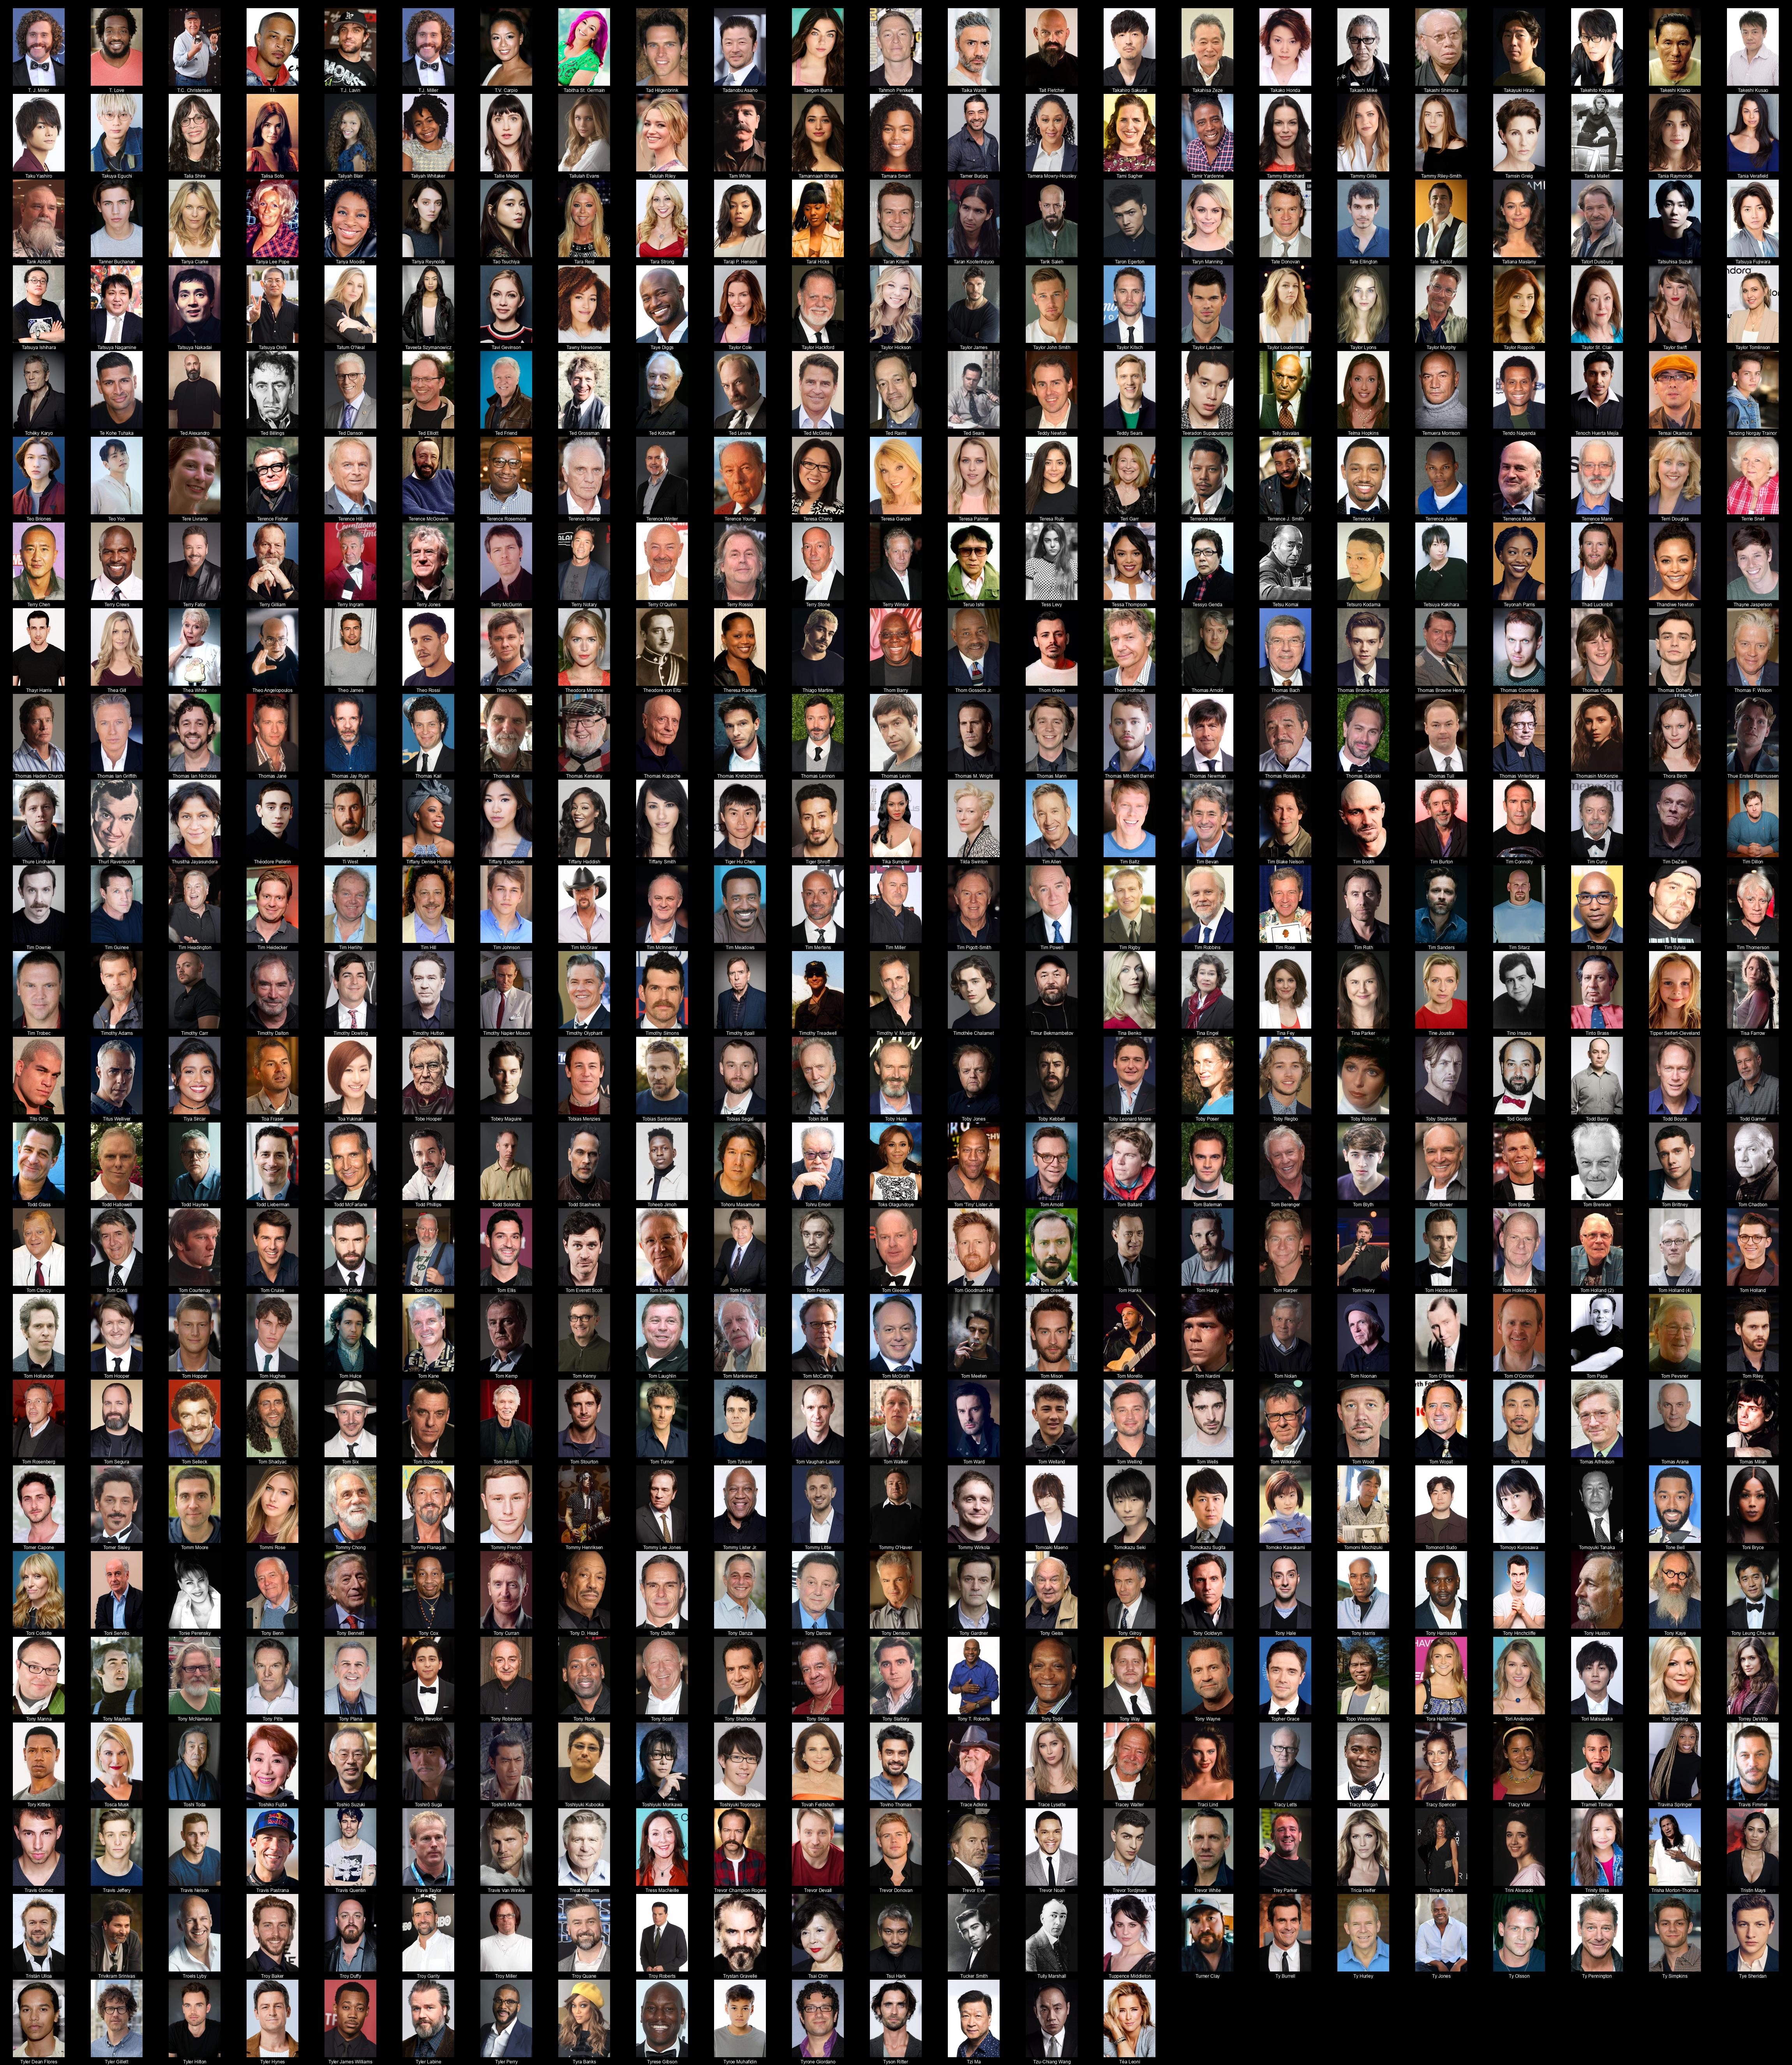 T. J. Miller T. Love T.C. Christensen T.I. T.J. Lavin T.J. Miller T.V. Carpio Tabitha St. Germain Tad Hilgenbrink Tadanobu Asano Taegen Burns Tahmoh Penikett Taika Waititi Tait Fletcher Takahiro Sakurai Takahisa Zeze Takako Honda Takashi Miike Takashi Shimura Takayuki Hirao Takehito Koyasu Takeshi Kitano Takeshi Kusao
Taku Yashiro Takuya Eguchi Talia Shire Talisa Soto Taliyah Blair Taliyah Whitaker Tallie Medel Tallulah Evans Talulah Riley Tam White Tamannaah Bhatia Tamara Smart Tamer Burjaq Tamera Mowry-Housley Tami Sagher Tamir Yardenne Tammy Blanchard Tammy Gillis Tammy Riley-Smith Tamsin Greig Tania Mallet Tania Raymonde Tania Verafield
Tank Abbott Tanner Buchanan Tanya Clarke Tanya Lee Pope Tanya Moodie Tanya Reynolds Tao Tsuchiya Tara Reid Tara Strong Taraji P. Henson Taral Hicks Taran Killam Taran Kootenhayoo Tarik Saleh Taron Egerton Taryn Manning Tate Donovan Tate Ellington Tate Taylor Tatiana Maslany Tatort Duisburg Tatsuhisa Suzuki Tatsuya Fujiwara
Tatsuya Ishihara Tatsuya Nagamine Tatsuya Nakadai Tatsuya Oishi Tatum O'Neal Taveeta Szymanowicz Tavi Gevinson Tawny Newsome Taye Diggs Taylor Cole Taylor Hackford Taylor Hickson Taylor James Taylor John Smith Taylor Kitsch Taylor Lautner Taylor Louderman Taylor Lyons Taylor Murphy Taylor Roppolo Taylor St. Clair Taylor Swift Taylor Tomlinson
Tchéky Karyo Te Kohe Tuhaka Ted Alexandro Ted Billings Ted Danson Ted Elliott Ted Friend Ted Grossman Ted Kotcheff Ted Levine Ted McGinley Ted Raimi Ted Sears Teddy Newton Teddy Sears Teeradon Supapunpinyo Telly Savalas Telma Hopkins Temuera Morrison Tendo Nagenda Tenoch Huerta Mejía Tensai Okamura Tenzing Norgay Trainor
Teo Briones Teo Yoo Tere Livrano Terence Fisher Terence Hill Terence McGovern Terence Rosemore Terence Stamp Terence Winter Terence Young Teresa Cheng Teresa Ganzel Teresa Palmer Teresa Ruiz Teri Garr Terrence Howard Terrence J. Smith Terrence J Terrence Julien Terrence Malick Terrence Mann Terri Douglas Terrie Snell
Terry Chen Terry Crews Terry Fator Terry Gilliam Terry Ingram Terry Jones Terry McGurrin Terry Notary Terry O'Quinn Terry Rossio Terry Stone Terry Winsor Teruo Ishii Tess Levy Tessa Thompson Tessyo Genda Tetsu Komai Tetsuro Kodama Tetsuya Kakihara Teyonah Parris Thad Luckinbill Thandiwe Newton Thayne Jasperson
Thayr Harris Thea Gill Thea White Theo Angelopoulos Theo James Theo Rossi Theo Von Theodora Miranne Theodore von Eltz Theresa Randle Thiago Martins Thom Barry Thom Gossom Jr. Thom Green Thom Hoffman Thomas Arnold Thomas Bach Thomas Brodie-Sangster Thomas Browne Henry Thomas Coombes Thomas Curtis Thomas Doherty Thomas F. Wilson
Thomas Haden Church Thomas Ian Griffith Thomas Ian Nicholas Thomas Jane Thomas Jay Ryan Thomas Kail Thomas Kee Thomas Keneally Thomas Kopache Thomas Kretschmann Thomas Lennon Thomas Levin Thomas M. Wright Thomas Mann Thomas Mitchell Barnet Thomas Newman Thomas Rosales Jr. Thomas Sadoski Thomas Tull Thomas Vinterberg Thomasin McKenzie Thora Birch Thue Ersted Rasmussen
Thure Lindhardt Thurl Ravenscroft Thusitha Jayasundera Théodore Pellerin Ti West Tiffany Denise Hobbs Tiffany Espensen Tiffany Haddish Tiffany Smith Tiger Hu Chen Tiger Shroff Tika Sumpter Tilda Swinton Tim Allen Tim Baltz Tim Bevan Tim Blake Nelson Tim Booth Tim Burton Tim Connolly Tim Curry Tim DeZarn Tim Dillon
Tim Downie Tim Guinee Tim Headington Tim Heidecker Tim Herlihy Tim Hill Tim Johnson Tim McGraw Tim McInnerny Tim Meadows Tim Mertens Tim Miller Tim Pigott-Smith Tim Powell Tim Rigby Tim Robbins Tim Rose Tim Roth Tim Sanders Tim Sitarz Tim Story Tim Sylvia Tim Thomerson
Tim Trobec Timothy Adams Timothy Carr Timothy Dalton Timothy Dowling Timothy Hutton Timothy Napier Moxon Timothy Olyphant Timothy Simons Timothy Spall Timothy Treadwell Timothy V. Murphy Timothée Chalamet Timur Bekmambetov Tina Benko Tina Engel Tina Fey Tina Parker Tine Joustra Tino Insana Tinto Brass Tipper Seifert-Cleveland Tisa Farrow
Tito Ortiz Titus Welliver Tiya Sircar Toa Fraser Toa Yukinari Tobe Hooper Tobey Maguire Tobias Menzies Tobias Santelmann Tobias Segal Tobin Bell Toby Huss Toby Jones Toby Kebbell Toby Leonard Moore Toby Poser Toby Regbo Toby Robins Toby Stephens Tod Gordon Todd Barry Todd Boyce Todd Garner
Todd Glass Todd Hallowell Todd Haynes Todd Lieberman Todd McFarlane Todd Phillips Todd Solondz Todd Stashwick Toheeb Jimoh Tohoru Masamune Tohru Emori Toks Olagundoye Tom 'Tiny' Lister Jr. Tom Arnold Tom Ballard Tom Bateman Tom Berenger Tom Blyth Tom Bower Tom Brady Tom Brennan Tom Brittney Tom Chadbon
Tom Clancy Tom Conti Tom Courtenay Tom Cruise Tom Cullen Tom DeFalco Tom Ellis Tom Everett Scott Tom Everett Tom Fahn Tom Felton Tom Gleeson Tom Goodman-Hill Tom Green Tom Hanks Tom Hardy Tom Harper Tom Henry Tom Hiddleston Tom Holkenborg Tom Holland (2) Tom Holland (4) Tom Holland
Tom Hollander Tom Hooper Tom Hopper Tom Hughes Tom Hulce Tom Kane Tom Kemp Tom Kenny Tom Laughlin Tom Mankiewicz Tom McCarthy Tom McGrath Tom Meeten Tom Mison Tom Morello Tom Nardini Tom Nolan Tom Noonan Tom O'Brien Tom O'Connor Tom Papa Tom Pevsner Tom Riley
Tom Rosenberg Tom Segura Tom Selleck Tom Shadyac Tom Six Tom Sizemore Tom Skerritt Tom Sturton Tom Turner Tom Tykwer Tom Vaughan-Lawlor Tom Walker Tom Ward Tom Weiland Tom Welling Tom Wells Tom Wilkinson Tom Wood Tom Wopat Tom Wu Tomas Alfredson Tomas Arana Tomas Milian
Tomer Capone Tomer Sisley Tomm Moore Tommi Rose Tommy Chong Tommy Flanagan Tommy French Tommy Henriksen Tommy Lee Jones Tommy Lister Jr. Tommy Little Tommy O'Haver Tommy Wirkola Tomoaki Maeno Tomokazu Seki Tomokazu Sugita Tomoko Kawakami Tomomi Mochizuki Tomonori Sudo Tomoyo Kurosawa Tomoyuki Tanaka Tone Bell Toni Bryce
Toni Collette Toni Servillo Tonie Perensky Tony Benn Tony Bennett Tony Cox Tony Curran Tony D. Head Tony Dalton Tony Danza Tony Darrow Tony Denison Tony Gardner Tony Geiss Tony Gilroy Tony Goldwyn Tony Hale Tony Harris Tony Harrisson Tony Hinchcliffe Tony Huston Tony Kaye Tony Leung Chiu-wai
Tony Manna Tony Maylam Tony McNamara Tony Pitts Tony Plana Tony Revolori Tony Robinson Tony Rock Tony Scott Tony Shalhoub Tony Sirico Tony Slattery Tony T. Roberts Tony Todd Tony Way Tony Wayne Topher Grace Topo Wresniwiro Tora Hallström Tori Anderson Tori Matsuzaka Tori Spelling Torrey DeVitto
Tory Kittles Tosca Musk Toshi Toda Toshiko Fujita Toshio Suzuki Toshirô Suga Toshirō Mifune Toshiyuki Kubooka Toshiyuki Morikawa Toshiyuki Toyonaga Tovah Feldshuh Tovino Thomas Trace Adkins Trace Lysette Tracey Walter Traci Lind Tracy Letts Tracy Morgan Tracy Spencer Tracy Vilar Tramell Tillman Travina Springer Travis Fimmel
Travis Gomez Travis Jeffery Travis Nelson Travis Pastrana Travis Quentin Travis Taylor Travis Van Winkle Treat Williams Tress MacNeille Trevor Champion Rogers Trevor Devall Trevor Donovan Trevor Eve Trevor Noah Trevor Tordjman Trevor White Trey Parker Tricia Helfer Trina Parks Trini Alvarado Trinity Bliss Trisha Morton-Thomas Tristin Mays
Tristán Ulloa Trivikram Srinivas Troels Lyby Troy Baker Troy Duffy Troy Garity Troy Miller Troy Quane Troy Roberts Trystan Gravelle Tsai Chin Tsui Hark Tucker Smith Tully Marshall Tuppence Middleton Turner Clay Ty Burrell Ty Hurley Ty Jones Ty Olsson Ty Pennington Ty Simpkins Tye Sheridan
Tyler Dean Flores Tyler Gillett Tyler Hilton Tyler Hynes Tyler James Williams Tyler Labine Tyler Perry Tyra Banks Tyrese Gibson Tyroe Muhafidin Tyrone Giordano Tyson Ritter Tzi Ma Tzu-Chiang Wang Téa Leoni